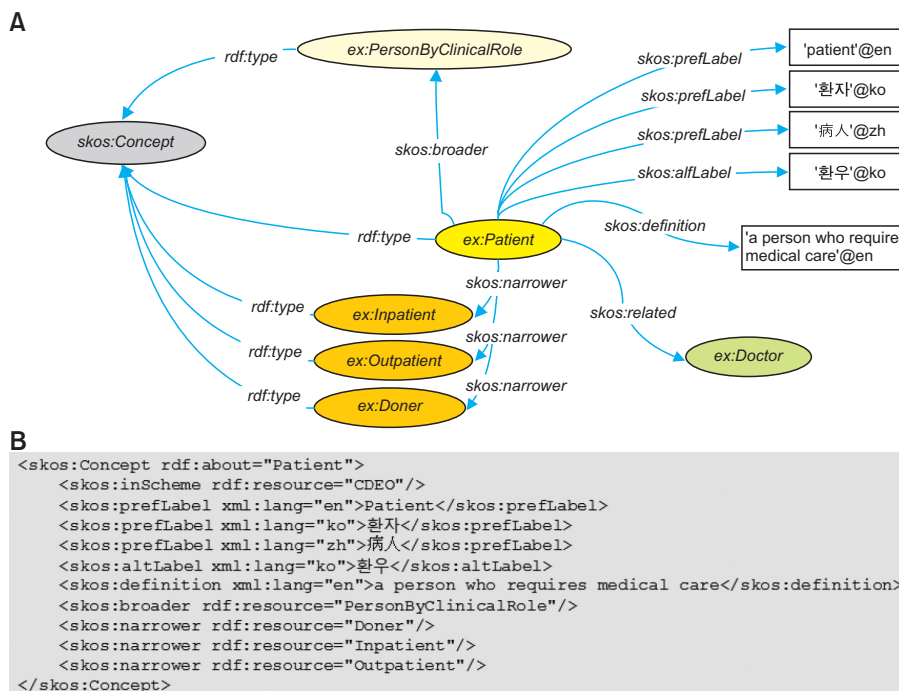 A
ex:PersonByClinicalRole
rdf:type
skos:Concept
skos:broader
skos:prefLabel
'patient'@en
skos:prefLabel
'환자'@ko
skos:prefLabel
'病人'@zh
skos:alfLabel
'환우'@ko
rdf:type
ex:Patient
skos:definition
'a person who require
medical care'@en
skos:narrower
rdf:type
ex:Inpatient
skos:related
skos:narrower
rdf:type
ex:Outpatient
ex:Doctor
skos:narrower
rdf:type
ex:Doner
B
<skos:Concept rdf:about="Patient">
<skos:inScheme rdf:resource="CDEO"/>
<skos:prefLabel xml:lang="en">Patient</skos:prefLabel>
<skos:prefLabel xml:lang="ko">환자</skos:prefLabel>
<skos:prefLabel xml:lang="zh">病人</skos:prefLabel>
<skos:altLabel xml:lang="ko">환우</skos:altLabel>
<skos:definition xml:lang="en">a person who requires medical care</skos:definition>
<skos:broader rdf:resource="PersonByClinicalRole"/>
<skos:narrower rdf:resource="Doner"/>
<skos:narrower rdf:resource="Inpatient"/>
<skos:narrower rdf:resource="Outpatient"/>
</skos:Concept>